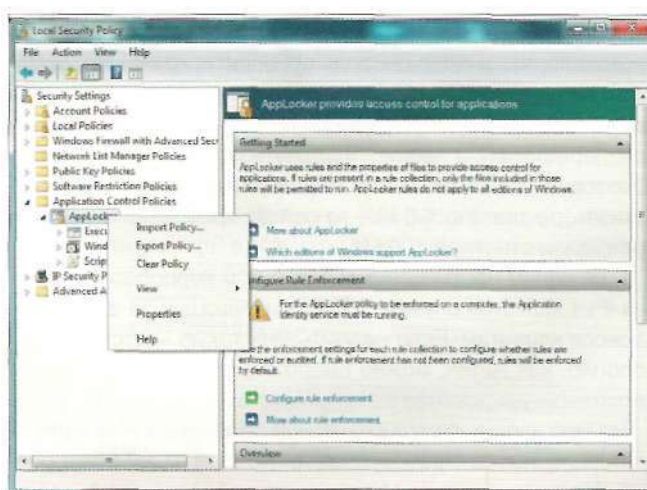 Local Security Policy
File Action View Help
Security Settings
Account Policies
Local Policies
Windows Firewall with Advanced Secu
Network List Manager Policies
Public Key Policies
Software Restriction Policies
Application Control Policies
AppLocker
Execu
Wind
Script
IP Security P
Advanced A
Import Policy...
Export Policy...
Clear Policy
View
Properties
Help
AppLocker provides access control for applications
Getting Started
AppLocker uses rules and the properties of files to provide access control for
applications. If rules are present in a rule collection, only the files included in those
rules will be permitted to run. AppLocker rules do not apply to all editions of Windows.
More about AppLocker
Which editions of Windows support AppLocker?
Configure Rule Enforcement
For the AppLocker policy to be enforced on a computer, the Application
Identity service must be running.
the enforcement settings for each rule collection to configure whether rules are
enforced or audited. If rule enforcement has not been configured, rules will be enforced
by default.
Configure rule enforcement
More about rule enforcement
Overview